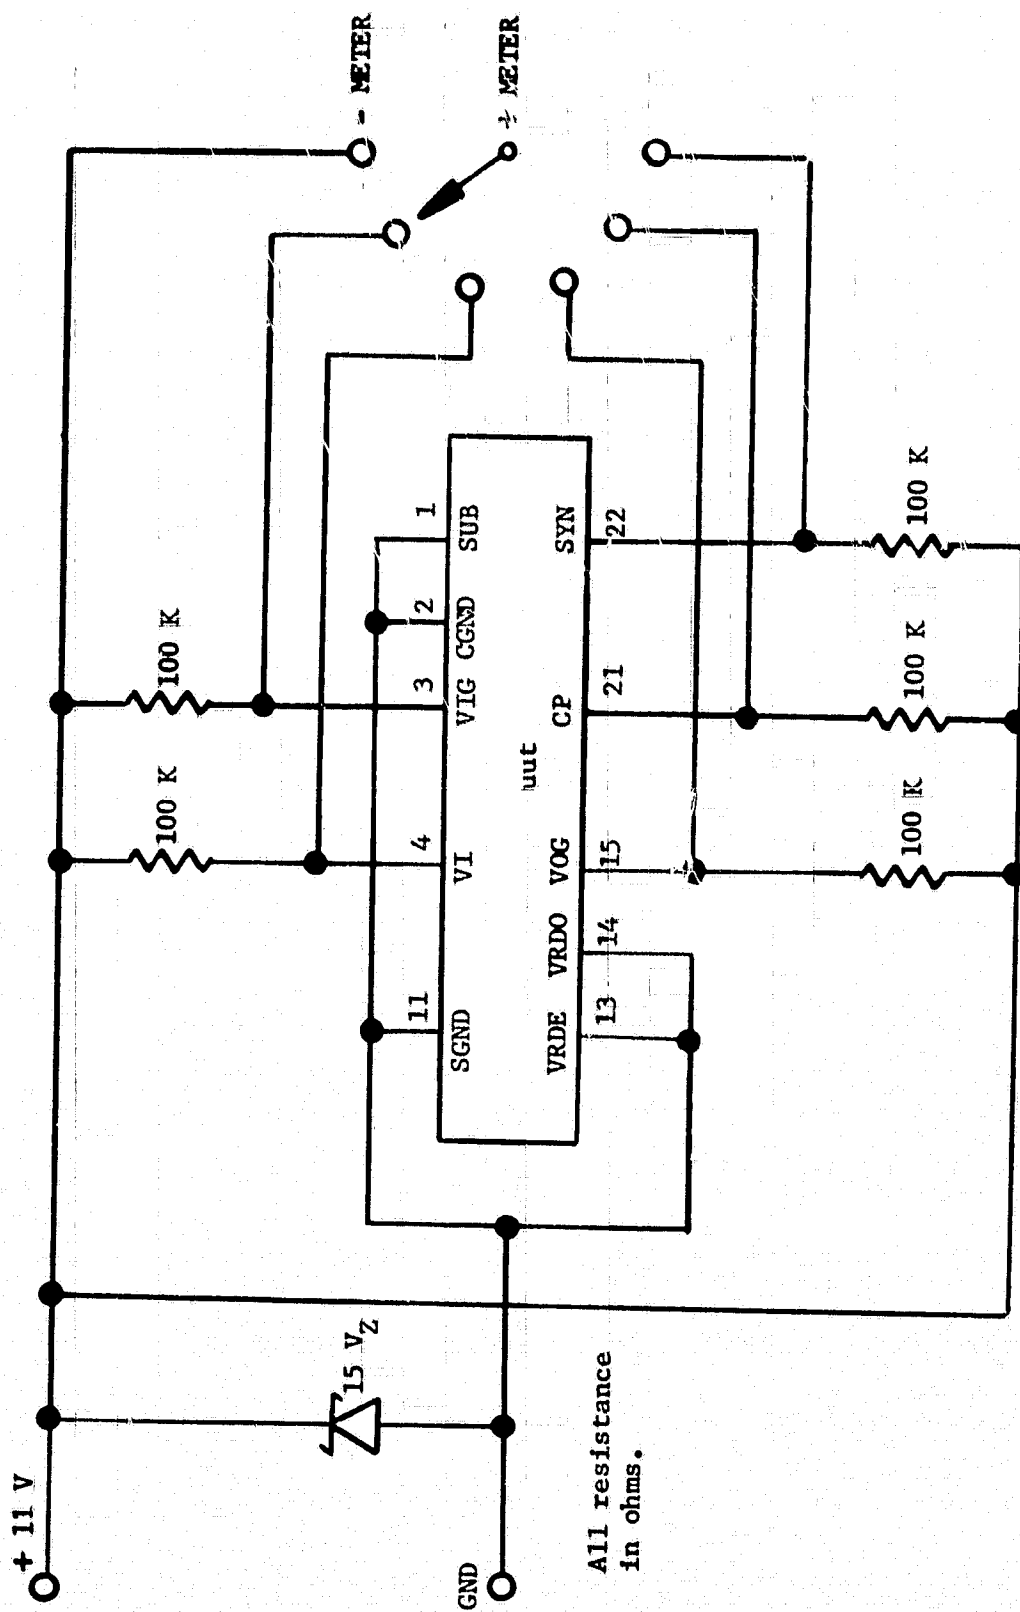 + 11 V
GND
15 VZ
All resistance
in ohms.
100 K
100 K
- METER
+ METER
11
4
3
2
1
SGND
VI
VIG
CGND
SUB
uut
VRDE
VRDO
VOG
CP
SYN
13
14
15
21
22
100 K
100 K
100 K